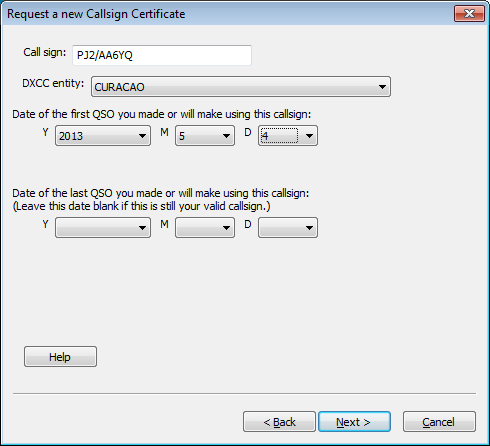 Request a new Callsign Certificate
Call sign: PJ2/AA6YQ
DXCC entity: CURACAO
Date of the first QSO you made or will make using this callsign:
Y 2013 M 5 D 4
Date of the last QSO you made or will make using this callsign:
(Leave this date blank if this is still your valid callsign.)
Y M D
Help
< Back Next > Cancel